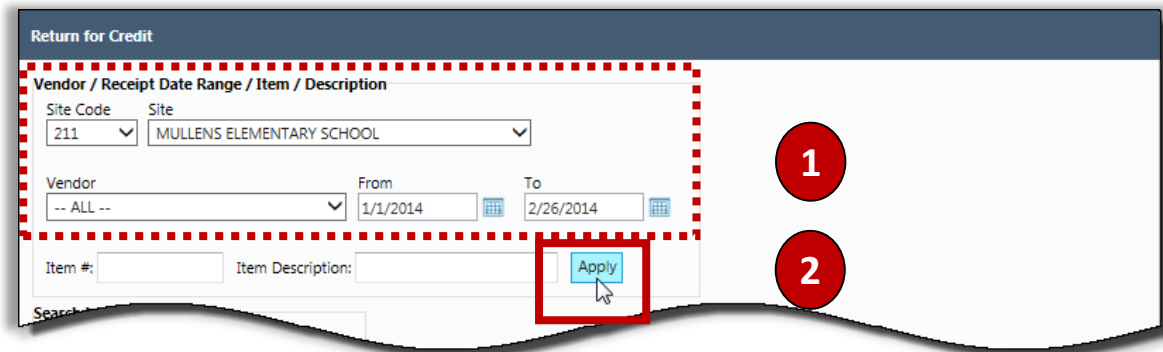 Return for Credit
Vendor / Receipt Date Range / Item / Description
Site Code Site
211 MULLENS ELEMENTARY SCHOOL
1
Vendor From To
-- ALL -- 1/1/2014 2/26/2014
Item #: Item Description: Apply
2
Search